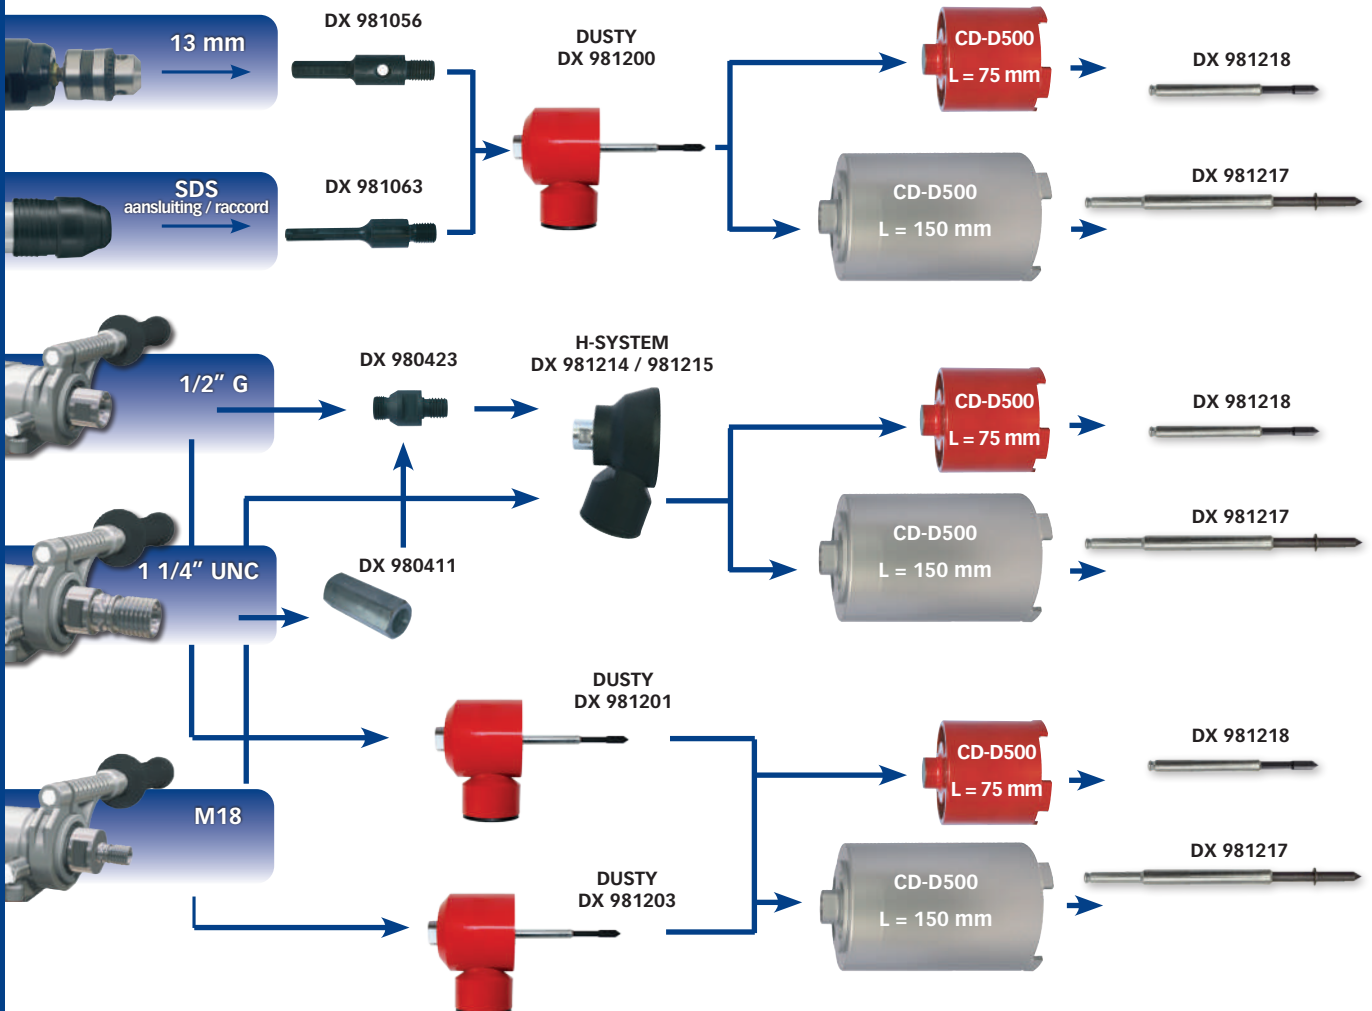 13 mm
DX 981056
DUSTY
DX 981200
CD-D500
L = 75 mm
DX 981218
SDS
aansluiting / raccord
DX 981063
CD-D500
L = 150 mm
DX 981217
1/2” G
DX 980423
H-SYSTEM
DX 981214 / 981215
CD-D500
L = 75 mm
DX 981218
1 1/4” UNC
DX 980411
CD-D500
L = 150 mm
DX 981217
DUSTY
DX 981201
CD-D500
L = 75 mm
DX 981218
M18
DUSTY
DX 981203
CD-D500
L = 150 mm
DX 981217